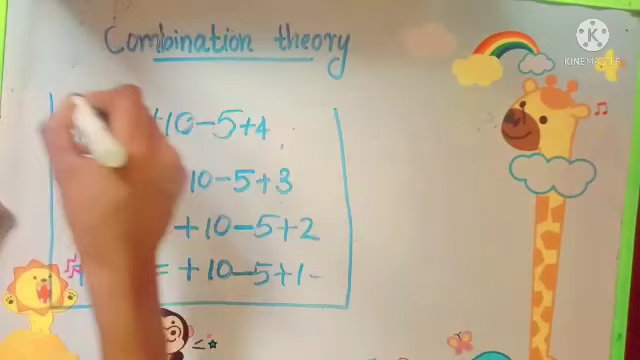 Combination theory
KINEMASTER
+10-5+4
10-5+3
+10-5+2
= +10-5+1-